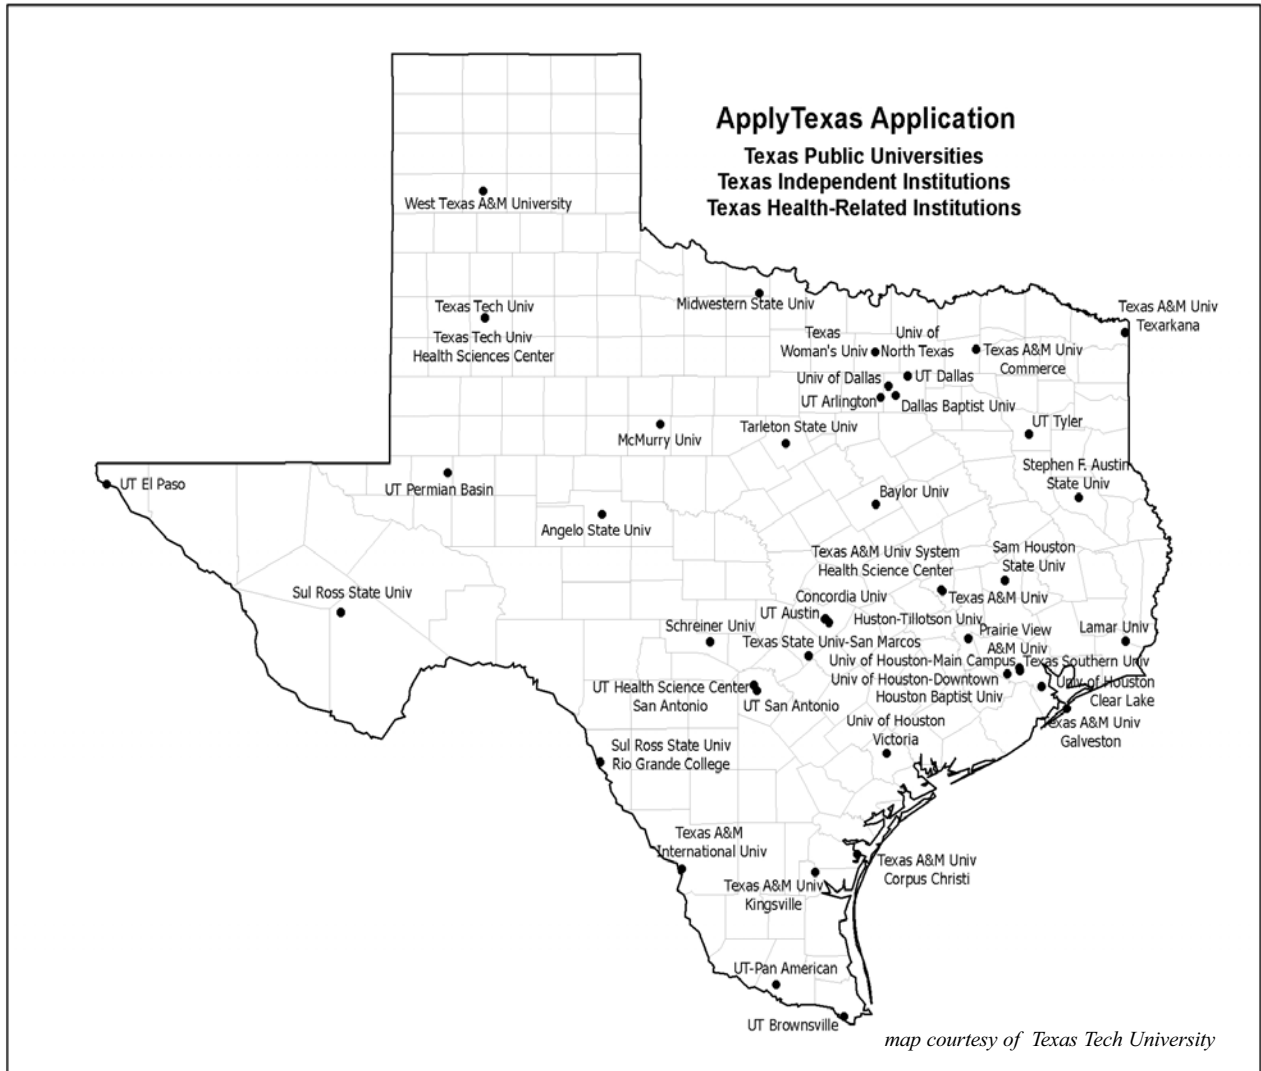 ApplyTexas Application
Texas Public Universities
Texas Independent Institutions
Texas Health-Related Institutions
West Texas A&M University
Texas Tech Univ
Texas Tech Univ
Health Sciences Center
Midwestern State Univ
Texas A&M Univ
Texarkana
Texas
Woman's Univ
Univ of
North Texas
Texas A&M Univ
Commerce
Univ of Dallas
UT Dallas
UT Arlington
Dallas Baptist Univ
McMurry Univ
Tarleton State Univ
UT Tyler
UT El Paso
UT Permian Basin
Stephen F. Austin
State Univ
Baylor Univ
Angelo State Univ
Texas A&M Univ System
Health Science Center
Sam Houston
State Univ
Sul Ross State Univ
Concordia Univ
Texas A&M Univ
UT Austin
Huston-Tillotson Univ
Schreiner Univ
Texas State Univ-San Marcos
Prairie View
A&M Univ
Lamar Univ
Univ of Houston-Main Campus
Texas Southern Univ
Univ of Houston-Downtown
Houston Baptist Univ
Univ of Houston
Clear Lake
UT Health Science Center
San Antonio
UT San Antonio
Univ of Houston
Victoria
Texas A&M Univ
Galveston
Sul Ross State Univ
Rio Grande College
Texas A&M
International Univ
Texas A&M Univ
Corpus Christi
Texas A&M Univ
Kingsville
UT-Pan American
UT Brownsville
map courtesy of Texas Tech University